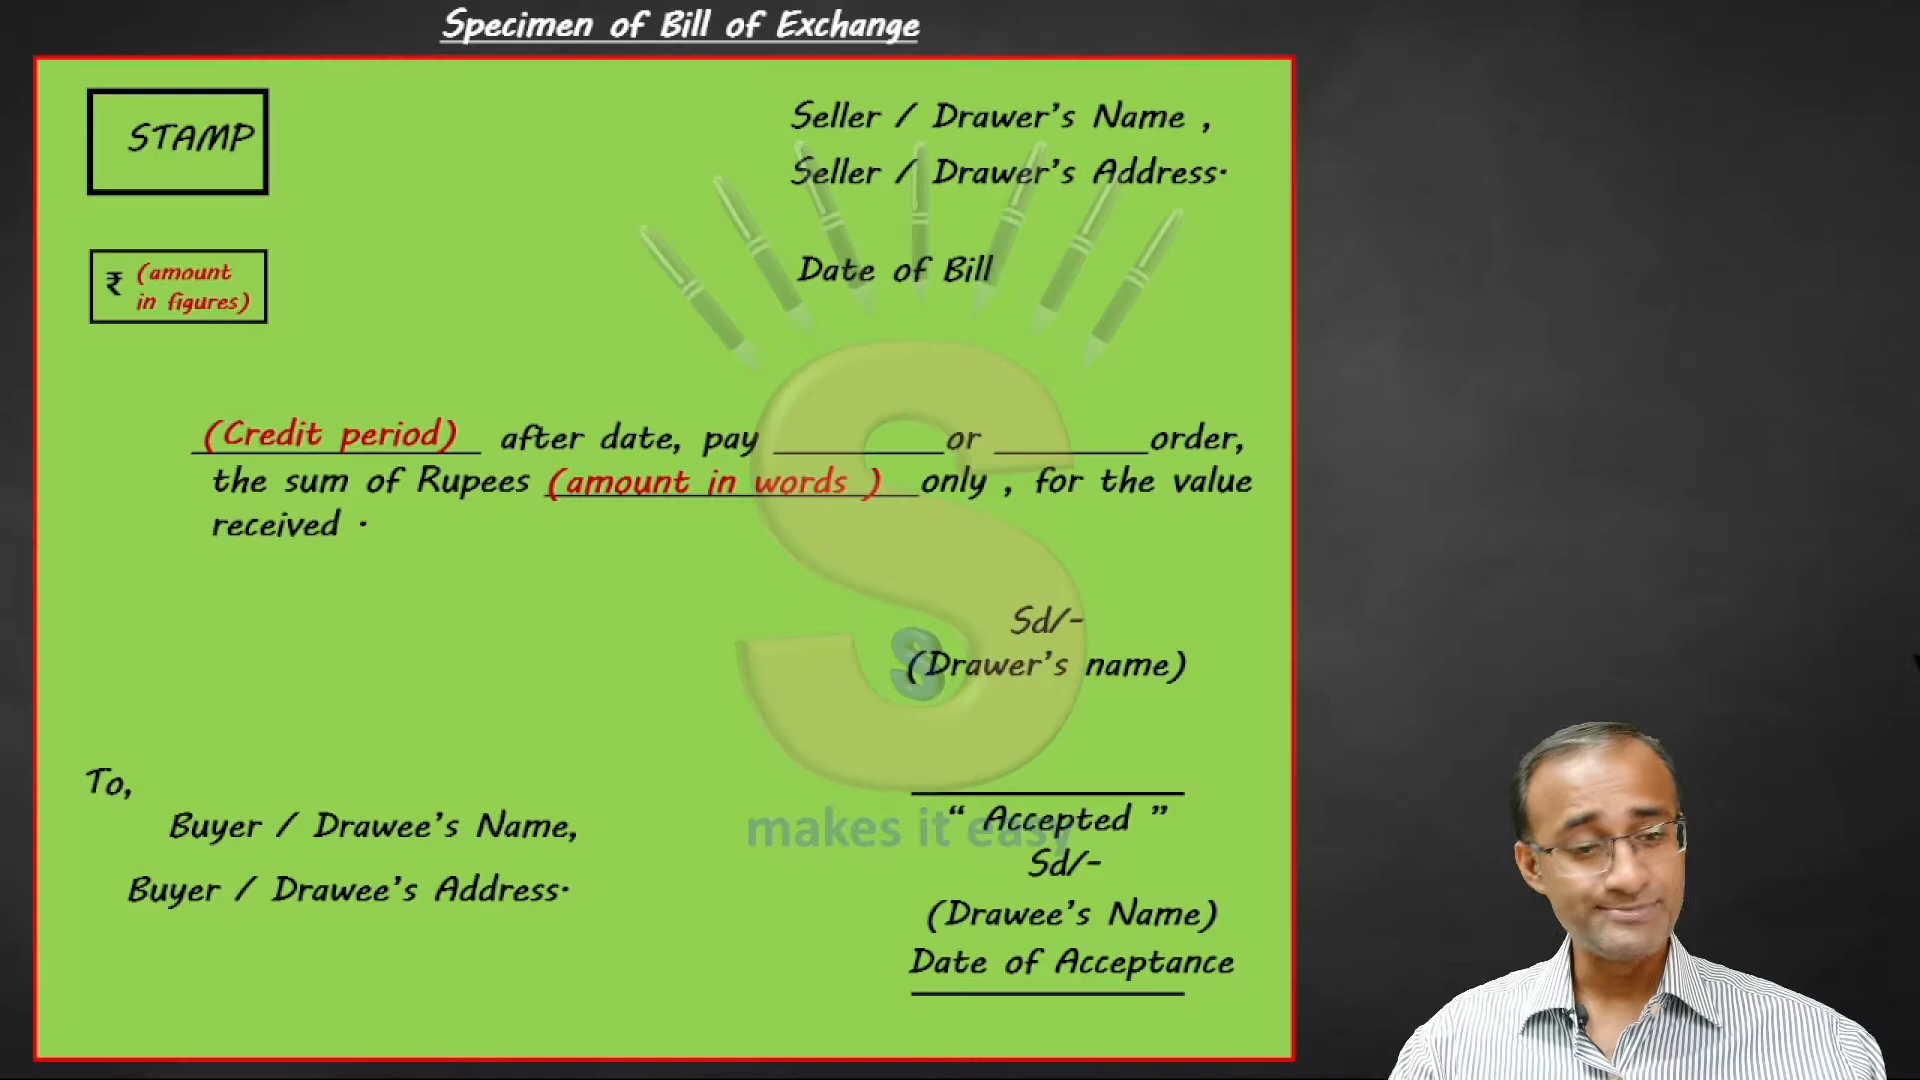 Specimen of Bill of Exchange
STAMP
Seller / Drawer's Name ,
Seller / Drawer's Address.
₹ (amount
in figures)
Date of Bill
(Credit period) after date, pay ________ or ________ order,
the sum of Rupees (amount in words ) only , for the value
received .
Sd/-
(Drawer's name)
To,
Buyer / Drawee's Name,
Buyer / Drawee's Address.
“ Accepted ”
Sd/-
(Drawee's Name)
Date of Acceptance
S
makes it easy